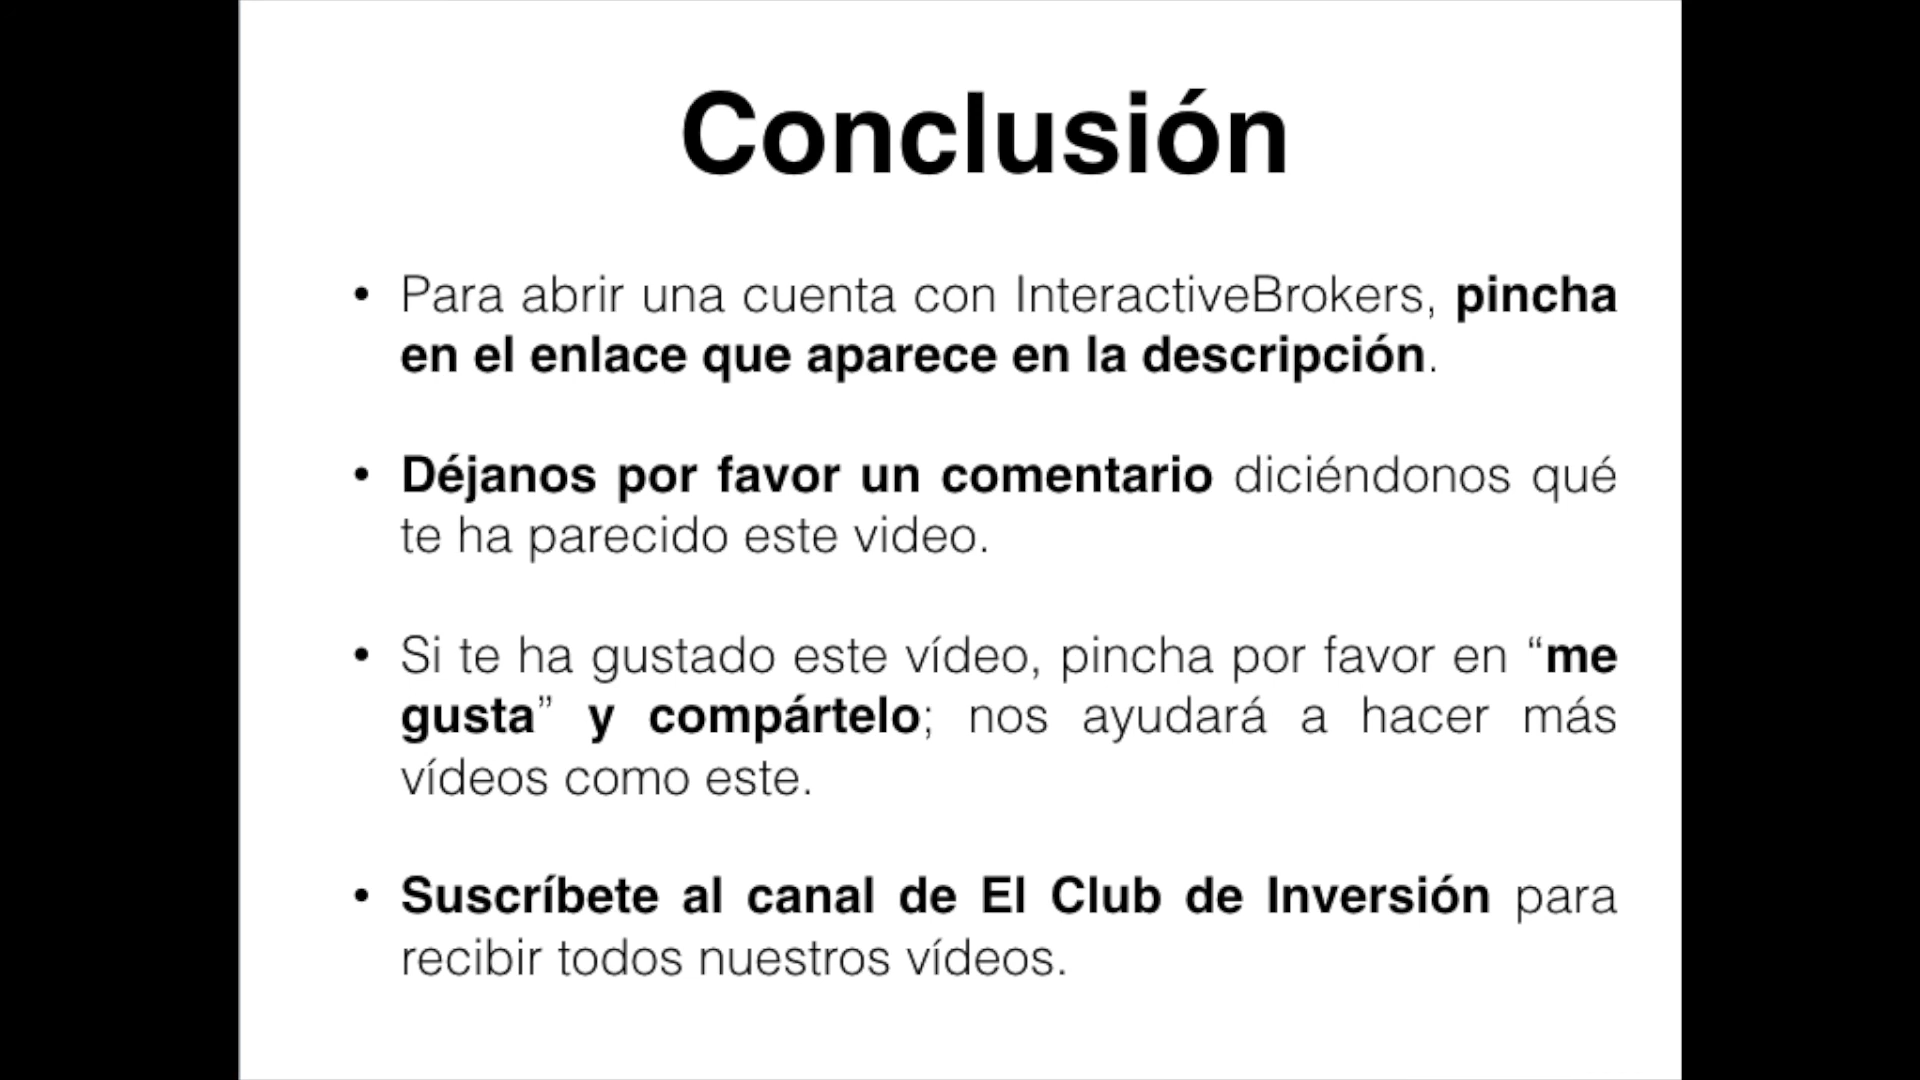 Conclusión
• Para abrir una cuenta con InteractiveBrokers, pincha
en el enlace que aparece en la descripción.
• Déjanos por favor un comentario diciéndonos qué
te ha parecido este video.
• Si te ha gustado este vídeo, pincha por favor en “me
gusta” y compártelo; nos ayudará a hacer más
vídeos como este.
• Suscríbete al canal de El Club de Inversión para
recibir todos nuestros vídeos.